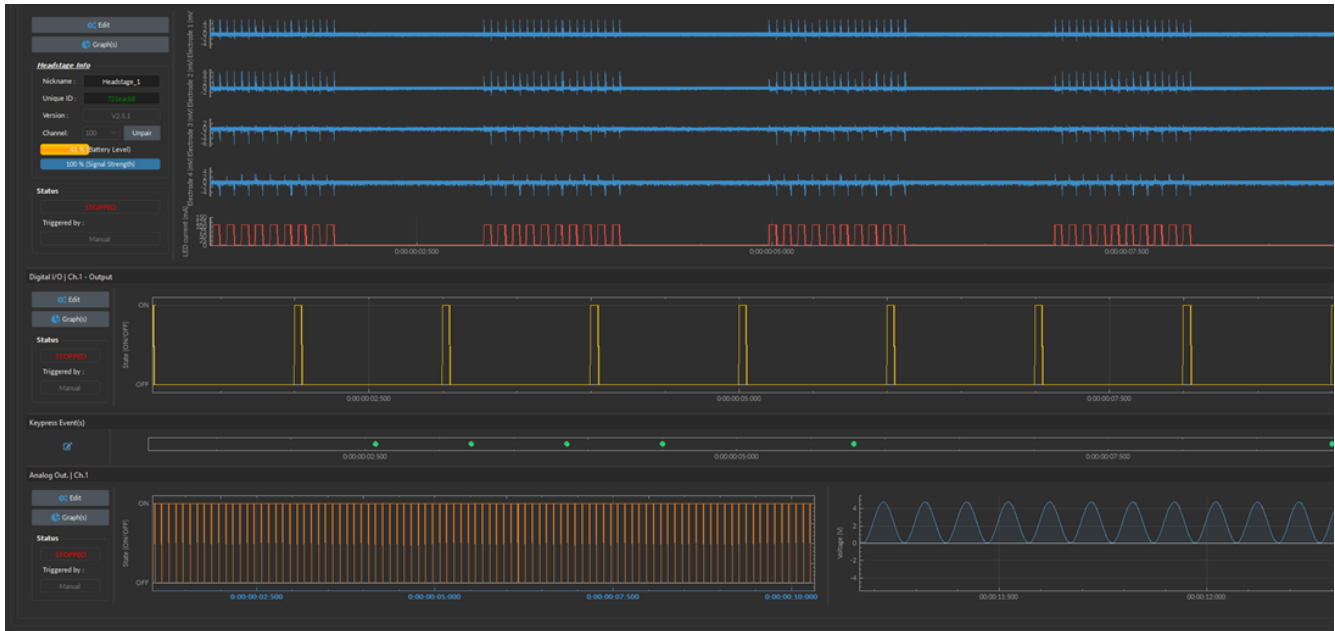 Edit
Graph(s)
Headstage Info
Nickname : Headstage_1
Unique ID :
Version : V2.5.1
Channel: 100 Unpair
(Battery Level)
100 % (Signal Strength)
Status
STOPPED
Triggered by :
Manual
Electrode 1 (mV
Electrode 2 (mV)
Electrode 3 (mV)
Electrode 4 (mV)
LED current (mA)
0:00:00:02:500 0:00:00:05:000 0:00:00:07:500
Digital I/O | Ch.1 - Output
Edit
Graph(s)
Status
STOPPED
Triggered by :
Manual
State (ON/OFF)
ON
OFF
0:00:00:02:500 0:00:00:05:000 0:00:00:07:500
Keypress Event(s)
0:00:00:02:500 0:00:00:05:000 0:00:00:07:500
Analog Out. | Ch.1
Edit
Graph(s)
Status
STOPPED
Triggered by :
Manual
State (ON/OFF)
ON
OFF
0:00:00:02:500 0:00:00:05:000 0:00:00:07:500 0:00:00:10:000
Voltage (V)
4
2
0
-2
-4
00:00:11:500 00:00:12:000